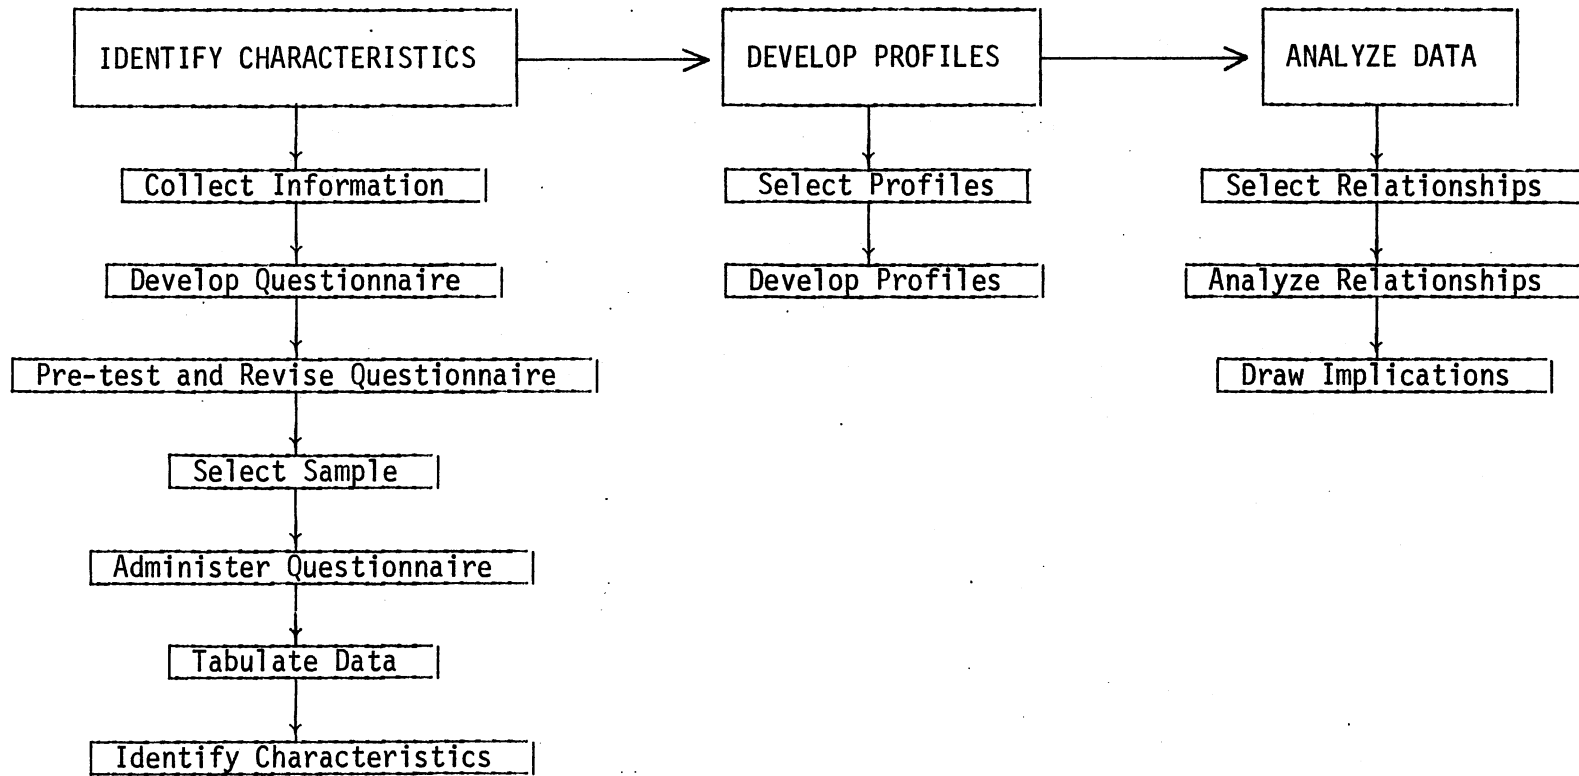 IDENTIFY CHARACTERISTICS
DEVELOP PROFILES
ANALYZE DATA
Collect Information
Select Profiles
Select Relationships
Develop Questionnaire
Develop Profiles
Analyze Relationships
Pre-test and Revise Questionnaire
Draw Implications
Select Sample
Administer Questionnaire
Tabulate Data
Identify Characteristics